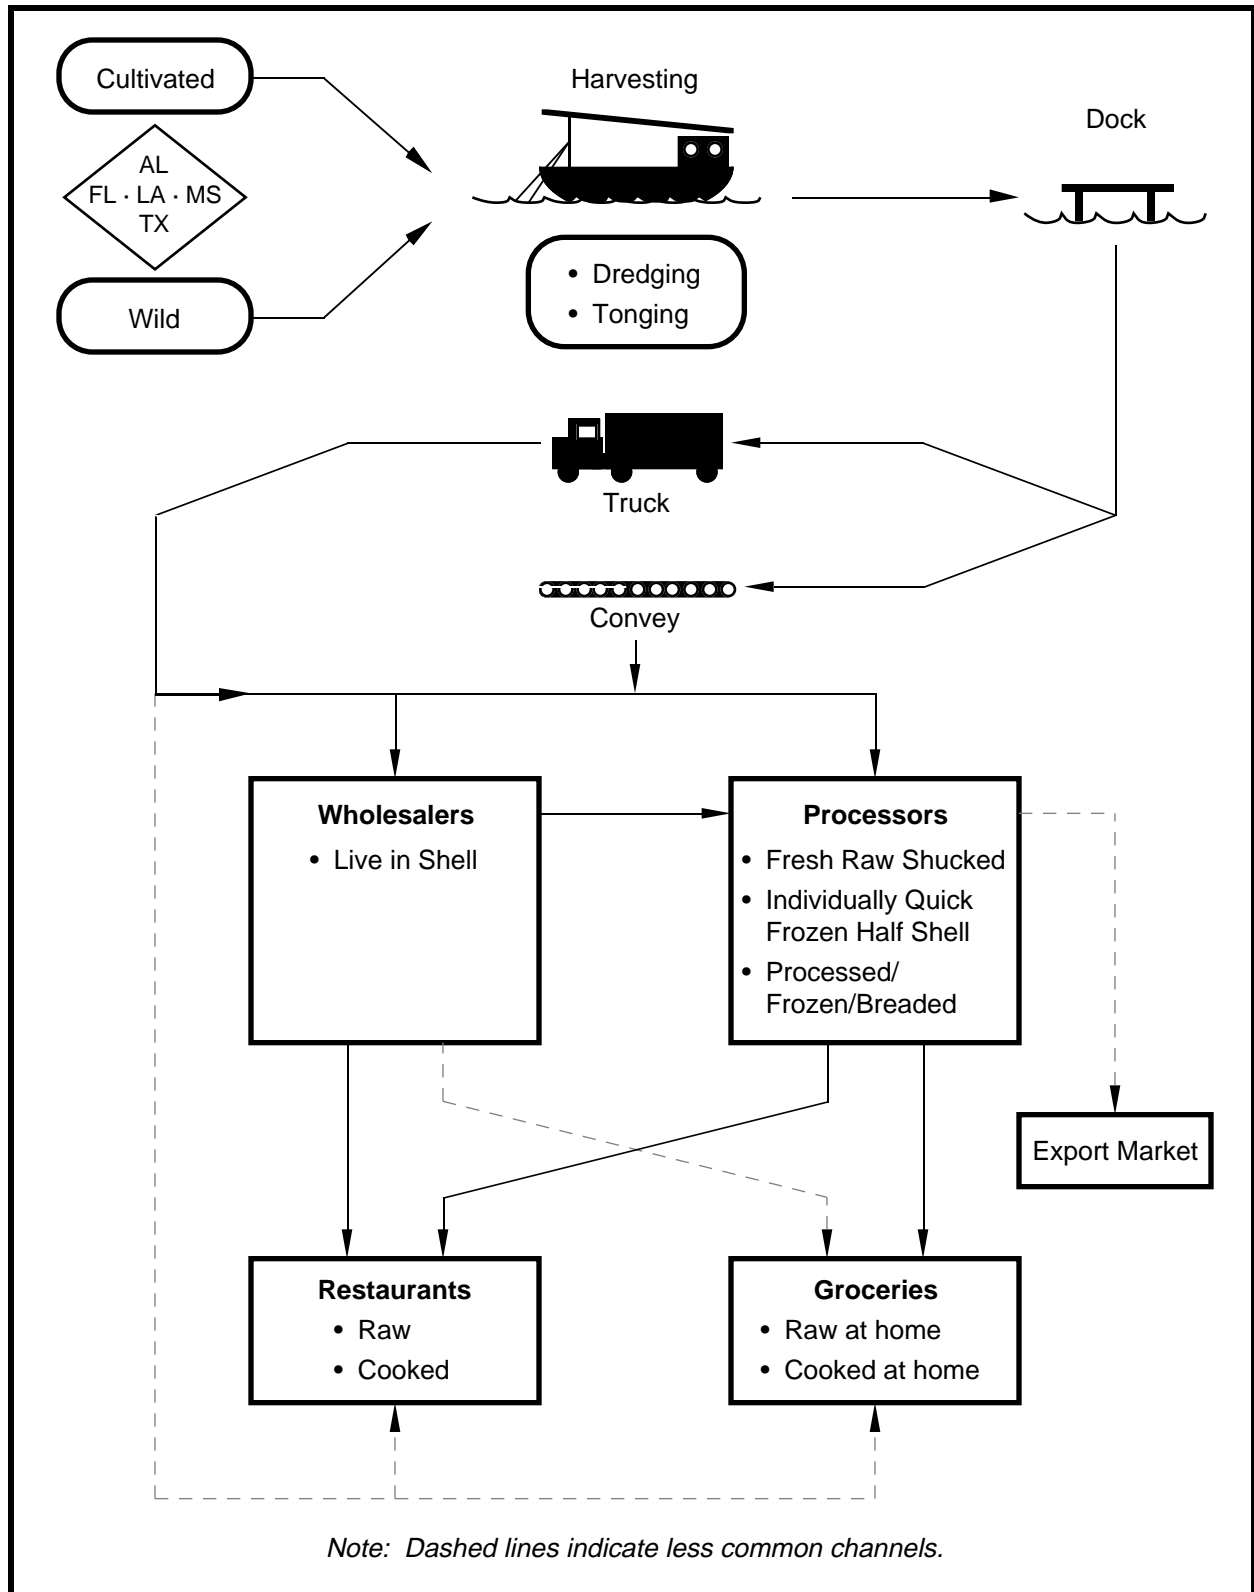 Cultivated
AL
FL · LA · MS
TX
Wild
Harvesting
• Dredging
• Tonging
Dock
Truck
Convey
Wholesalers
• Live in Shell
Processors
• Fresh Raw Shucked
• Individually Quick
Frozen Half Shell
• Processed/
Frozen/Breaded
Export Market
Restaurants
• Raw
• Cooked
Groceries
• Raw at home
• Cooked at home
Note: Dashed lines indicate less common channels.